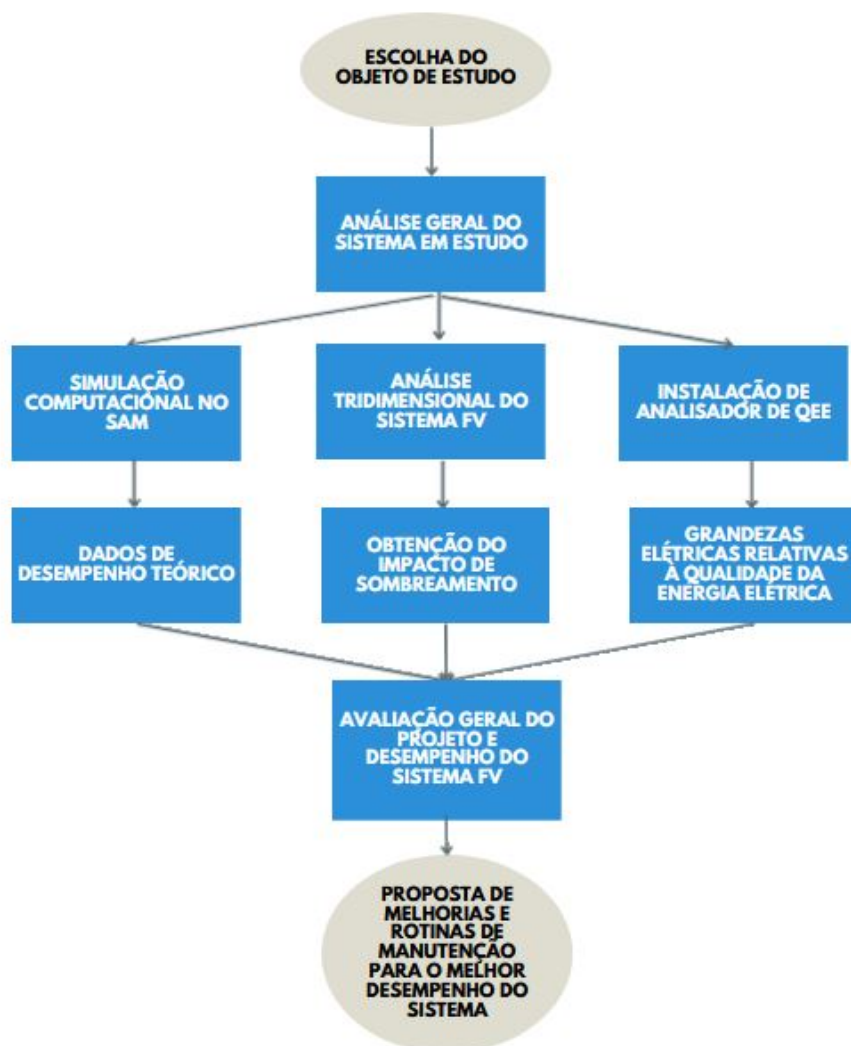 ESCOLHA DO
OBJETO DE ESTUDO
ANÁLISE GERAL DO
SISTEMA EM ESTUDO
SIMULAÇÃO
COMPUTACIONAL NO
SAM
ANÁLISE
TRIDIMENSIONAL DO
SISTEMA FV
INSTALAÇÃO DE
ANALISADOR DE QEE
DADOS DE
DESEMPENHO TEÓRICO
OBTENÇÃO DO
IMPACTO DE
SOMBREAMENTO
GRANDEZAS
ELÉTRICAS RELATIVAS
À QUALIDADE DA
ENERGIA ELÉTRICA
AVALIAÇÃO GERAL DO
PROJETO E
DESEMPENHO DO
SISTEMA FV
PROPOSTA DE
MELHORIAS E
ROTINAS DE
MANUTENÇÃO
PARA O MELHOR
DESEMPENHO DO
SISTEMA